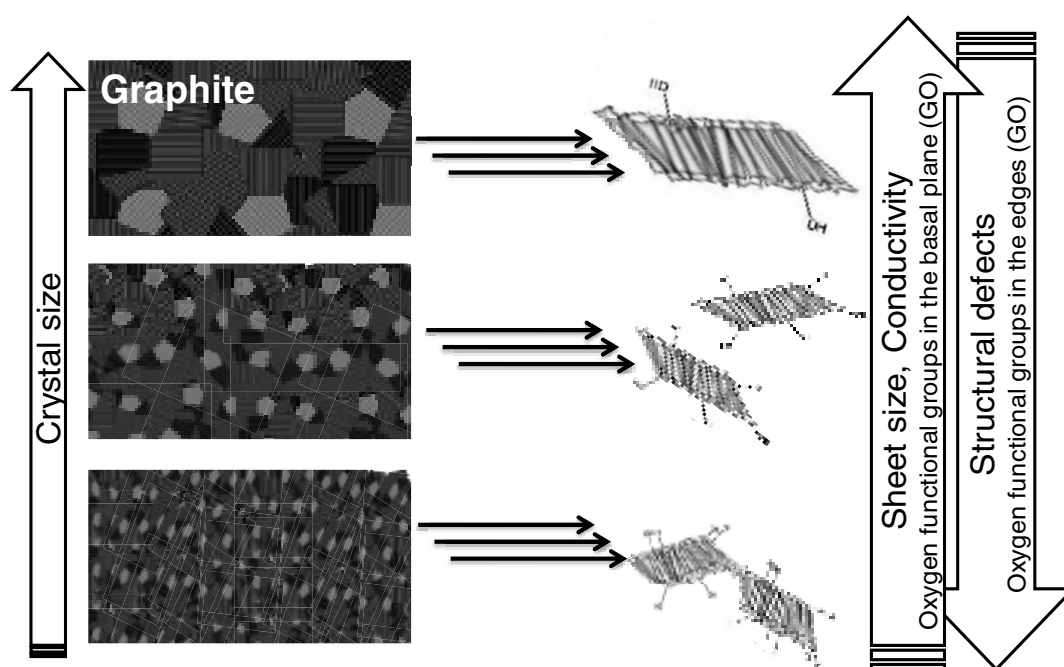 Graphite
Crystal size
Sheet size, Conductivity
Oxygen functional groups in the basal plane (GO)
Structural defects
Oxygen functional groups in the edges (GO)
OH